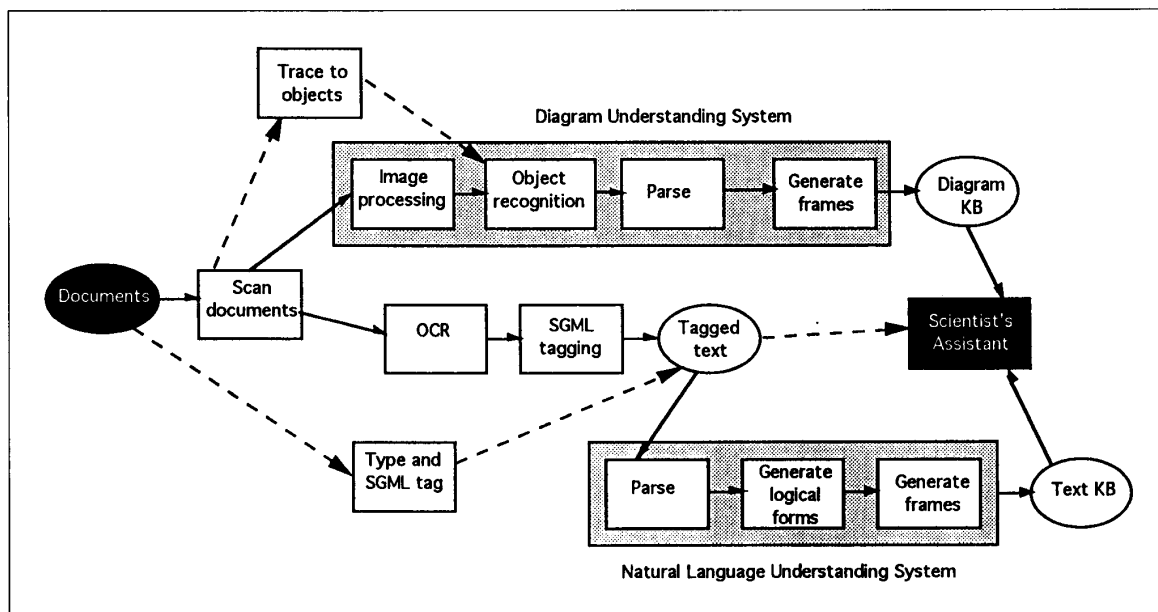 Trace to
objects
Diagram Understanding System
Image
processing
Object
recognition
Parse
Generate
frames
Diagram
KB
Documents
Scan
documents
OCR
SGML
tagging
Tagged
text
Scientist's
Assistant
Type and
SGML tag
Parse
Generate
logical
forms
Generate
frames
Text KB
Natural Language Understanding System